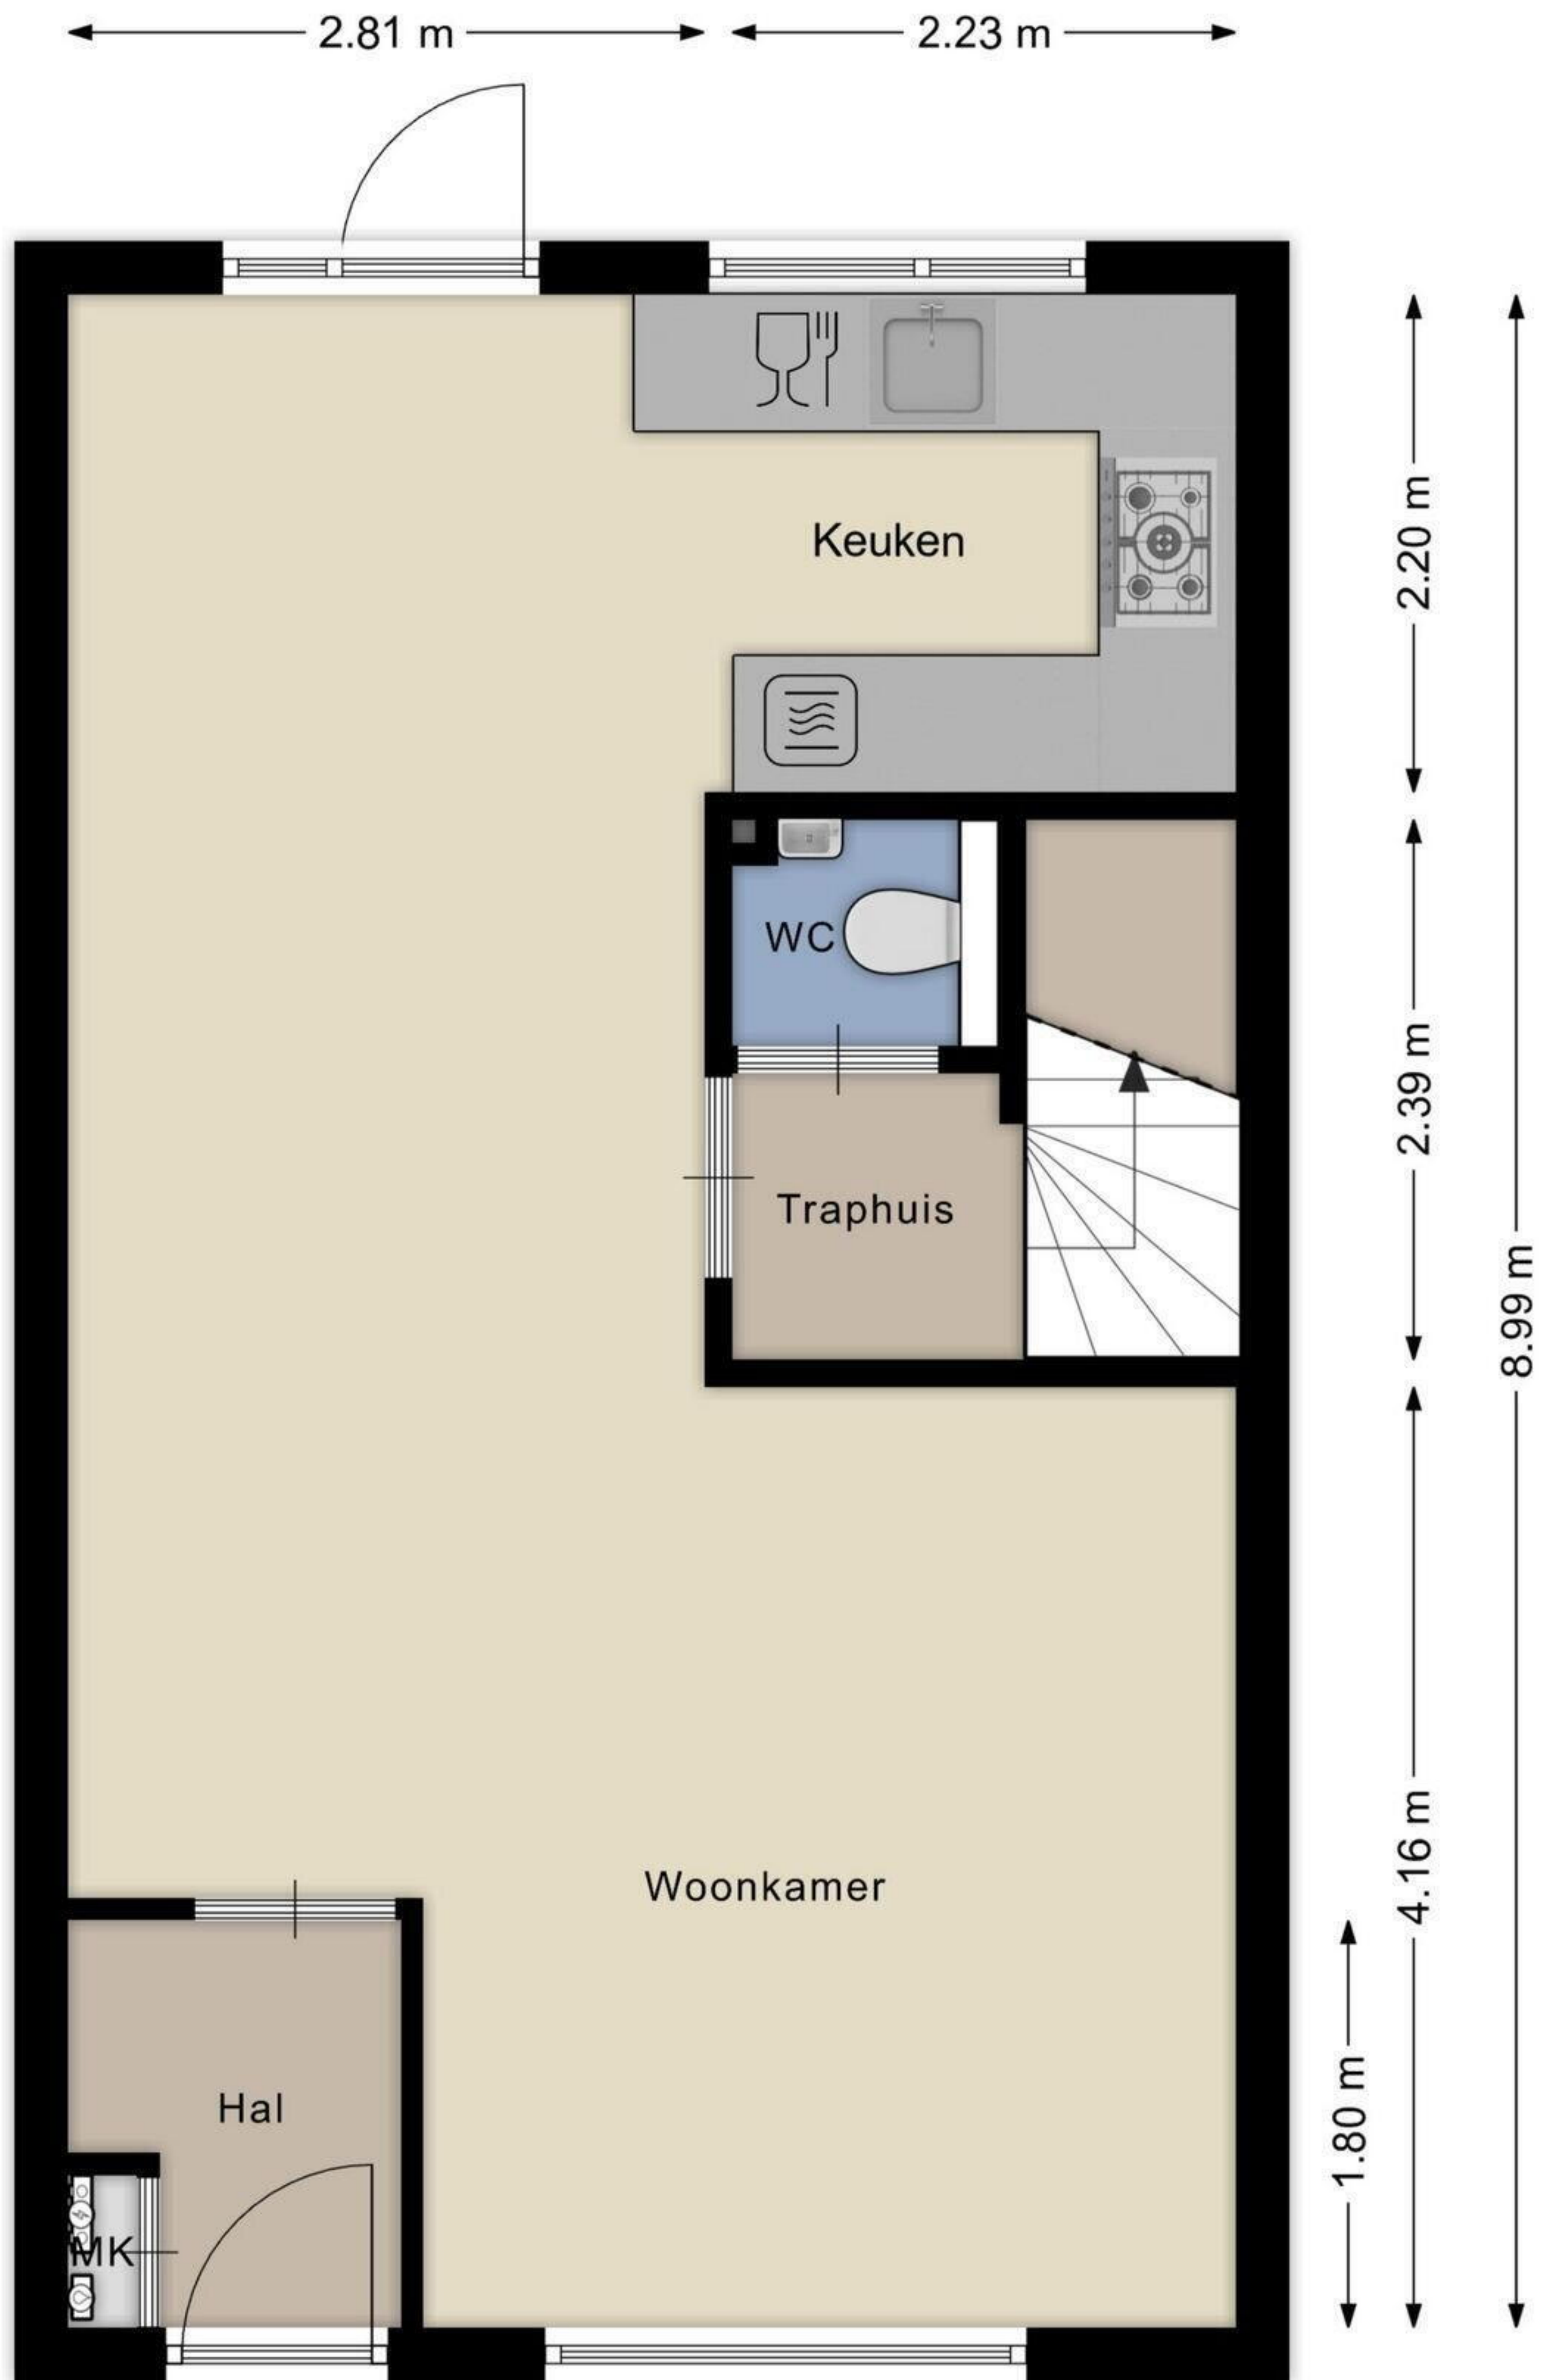 2.81 m
2.23 m
Keuken
2.20 m
WC
2.39 m
Traphuis
8.99 m
Woonkamer
4.16 m
Hal
1.80 m
MK